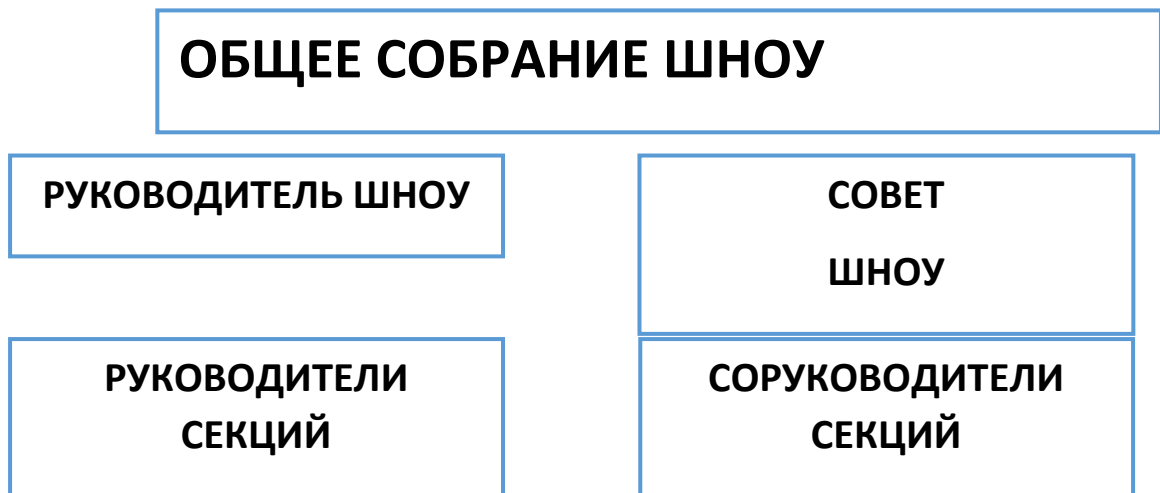 ОБЩЕЕ СОБРАНИЕ ШНОУ
РУКОВОДИТЕЛЬ ШНОУ
СОВЕТ
ШНОУ
РУКОВОДИТЕЛИ
СЕКЦИЙ
СОРУКОВОДИТЕЛИ
СЕКЦИЙ